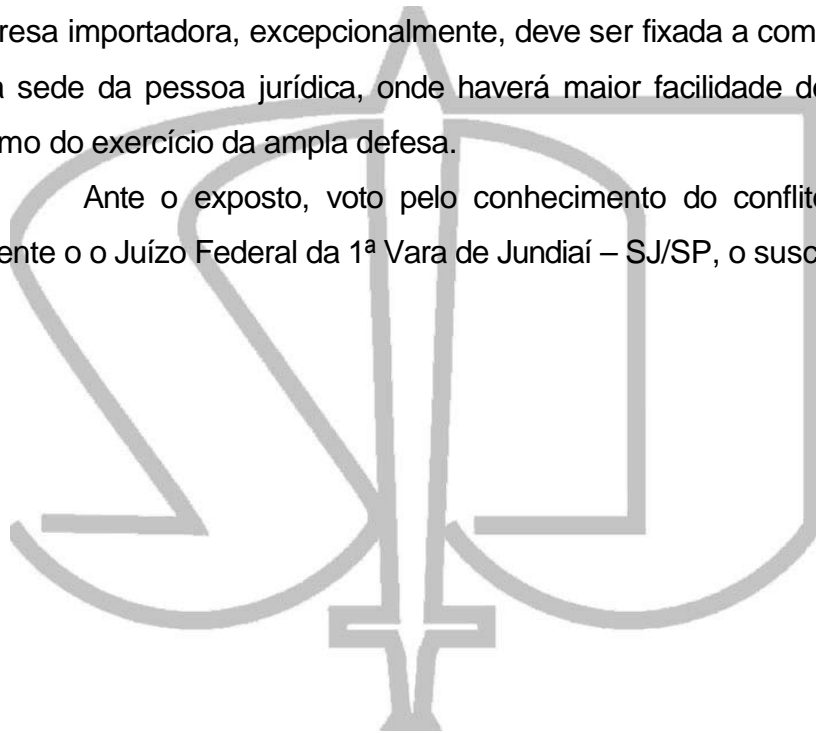 resa importadora, excepcionalmente, deve ser fixada a com
a sede da pessoa jurídica, onde haverá maior facilidade de
mo do exercício da ampla defesa.
Ante o exposto, voto pelo conhecimento do conflito
ente o o Juízo Federal da 1ª Vara de Jundiaí – SJ/SP, o susc